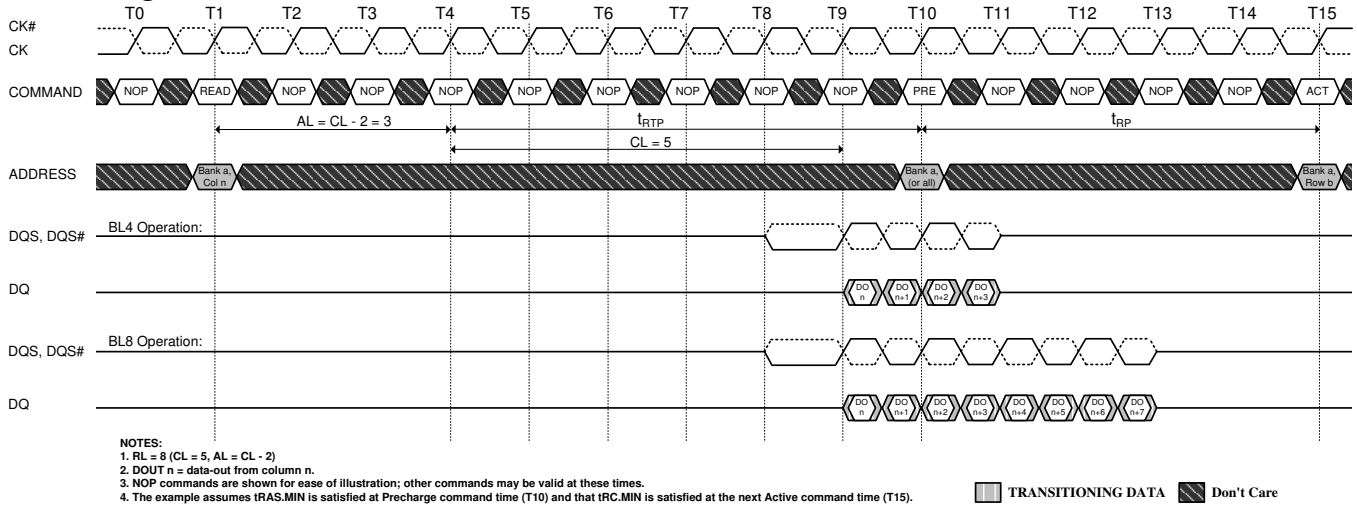 T0 T1 T2 T3 T4 T5 T6 T7 T8 T9 T10 T11 T12 T13 T14 T15
CK#
CK
COMMAND NOP READ NOP NOP NOP NOP NOP NOP NOP NOP PRE NOP NOP NOP NOP ACT
AL = CL - 2 = 3 tRTP tRP
CL = 5
ADDRESS Bank a, Col n Bank a, (or all) Bank a, Row b
BL4 Operation:
DQS, DQS#
DQ DO n DO n+1 DO n+2 DO n+3
BL8 Operation:
DQS, DQS#
DQ DO n DO n+1 DO n+2 DO n+3 DO n+4 DO n+5 DO n+6 DO n+7
NOTES:
1. RL = 8 (CL = 5, AL = CL - 2)
2. DOUT n = data-out from column n.
3. NOP commands are shown for ease of illustration; other commands may be valid at these times.
4. The example assumes tRAS.MIN is satisfied at Precharge command time (T10) and that tRC.MIN is satisfied at the next Active command time (T15).
TRANSITIONING DATA Don't Care